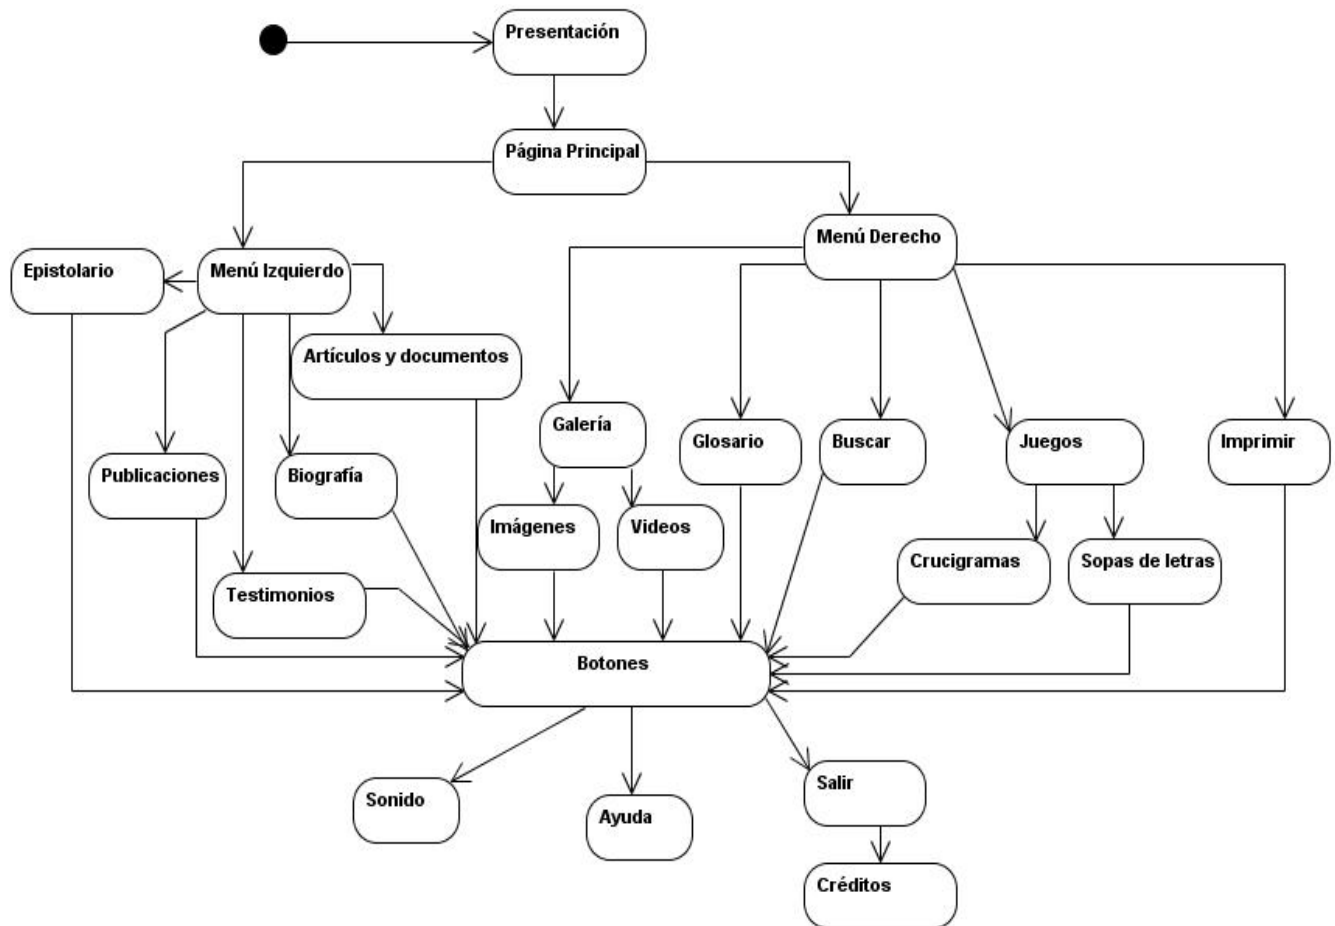 Presentación
Página Principal
Menú Derecho
Epistolario
Menú Izquierdo
Artículos y documentos
Galería
Glosario
Buscar
Juegos
Imprimir
Publicaciones
Biografía
Imágenes
Videos
Crucigramas
Sopas de letras
Testimonios
Botones
Sonido
Ayuda
Salir
Créditos